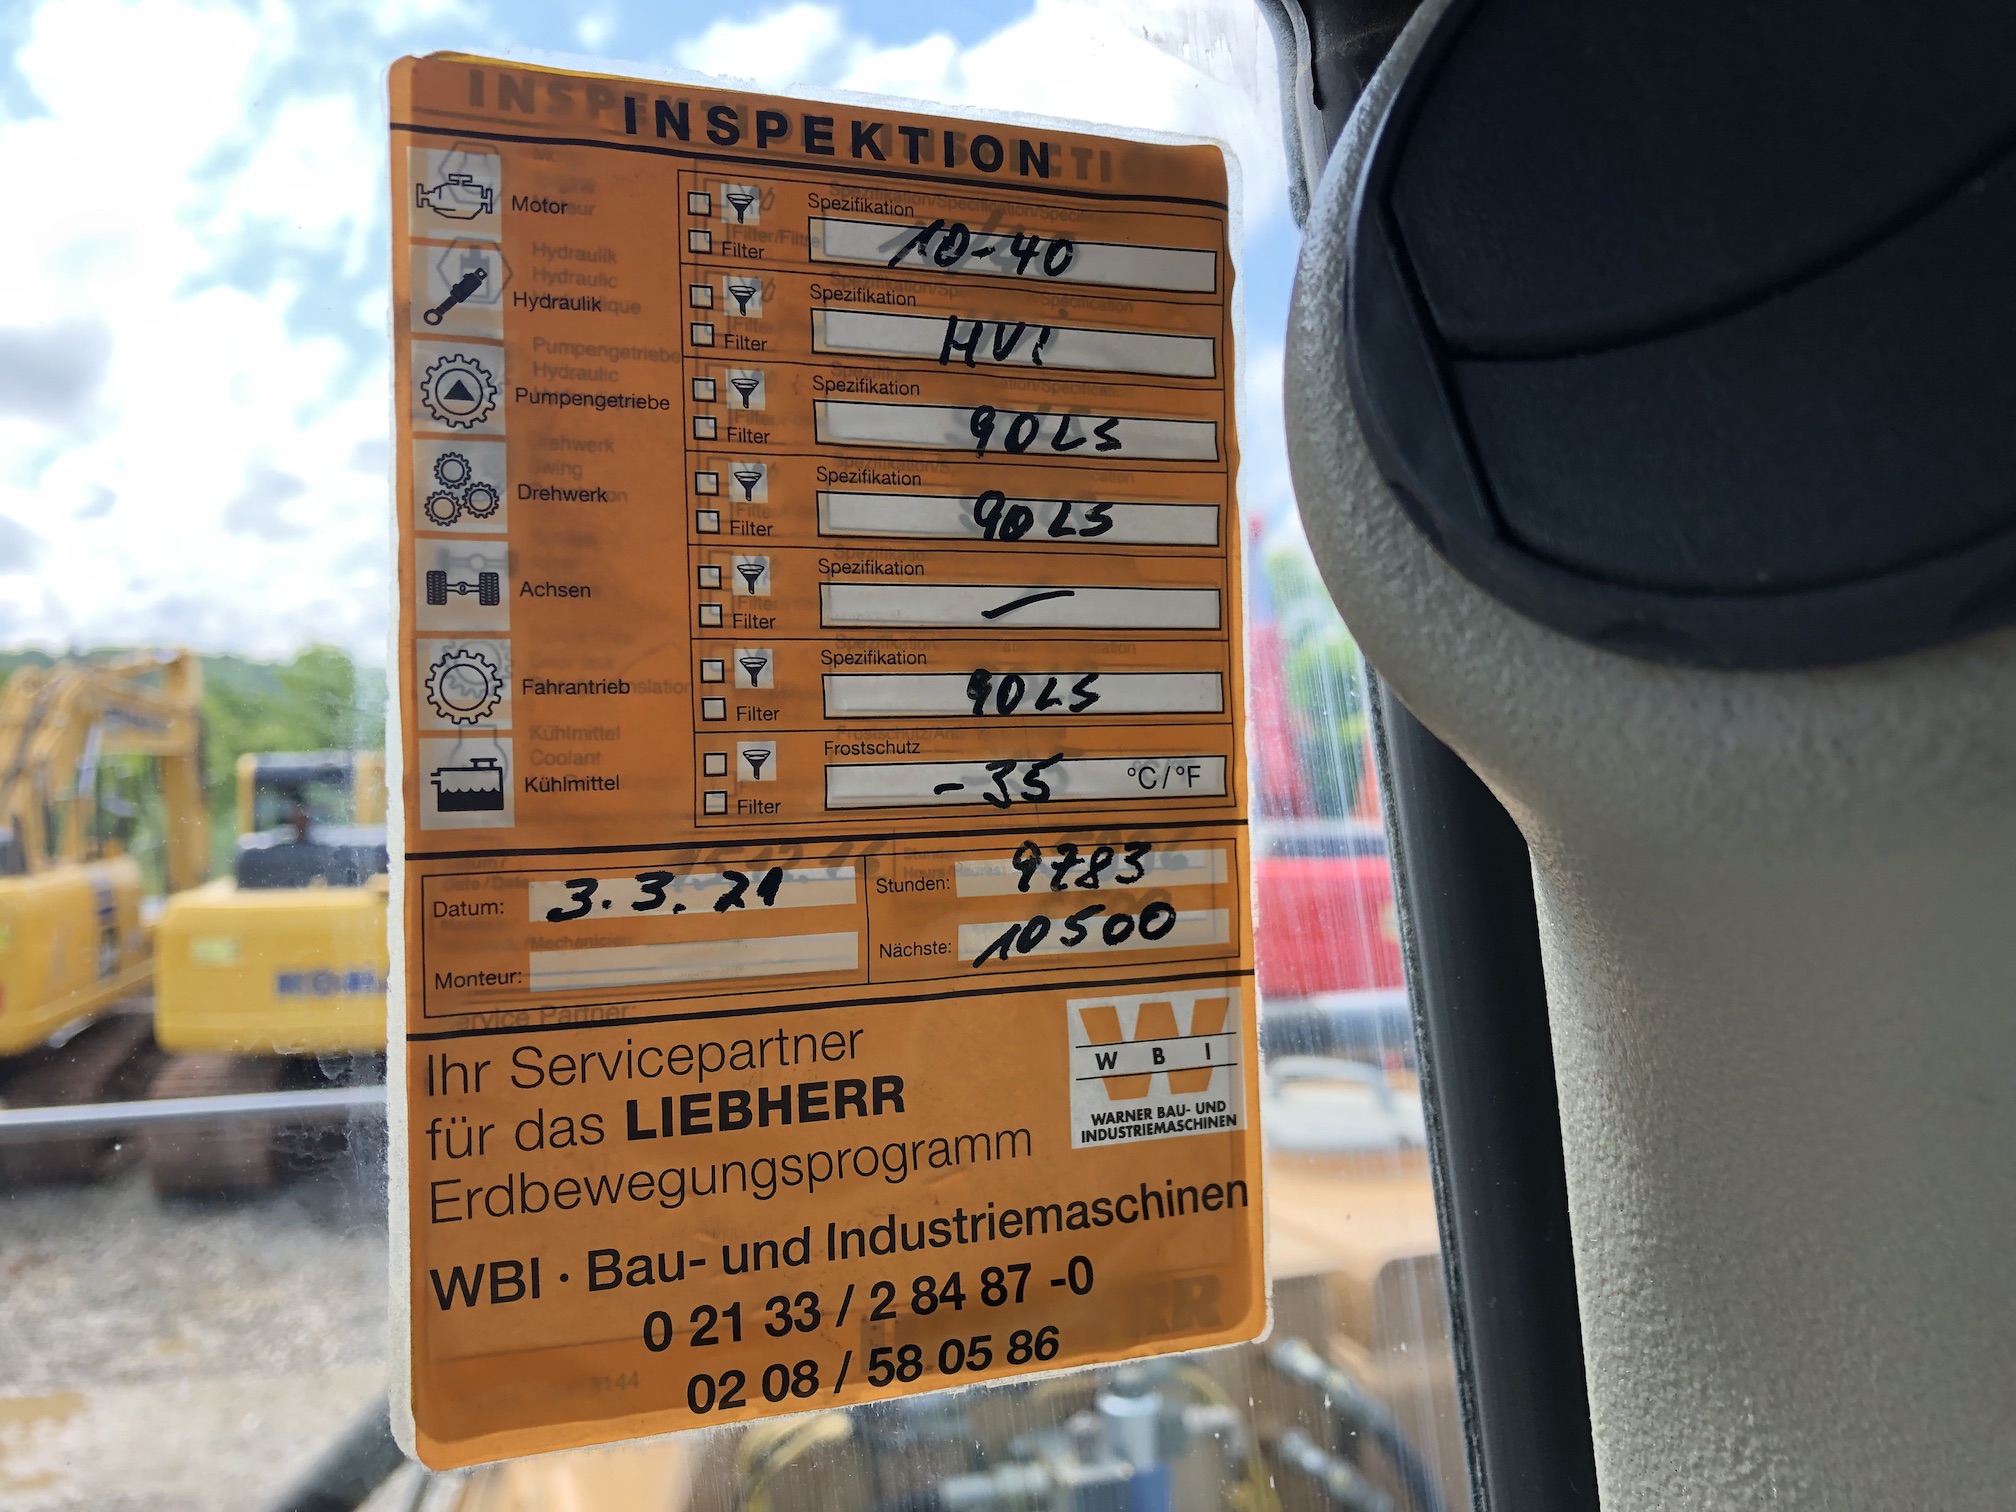 INSPEKTION
Motor
Filter
Spezifikation
10-40
Hydraulik
Filter
Spezifikation
HVI
Pumpengetriebe
Filter
Spezifikation
90LS
Drehwerk
Filter
Spezifikation
90LS
Achsen
Filter
Spezifikation
—
Fahrantrieb
Filter
Spezifikation
90LS
Kühlmittel
Filter
Frostschutz
-35 °C/°F
Datum: 3.3.21
Stunden: 9783
Monteur:
Nächste: 10500
Ihr Servicepartner
für das LIEBHERR
Erdbewegungsprogramm
W B I
WARNER BAU- UND
INDUSTRIEMASCHINEN
WBI · Bau- und Industriemaschinen
0 21 33 / 2 84 87 -0
02 08 / 58 05 86